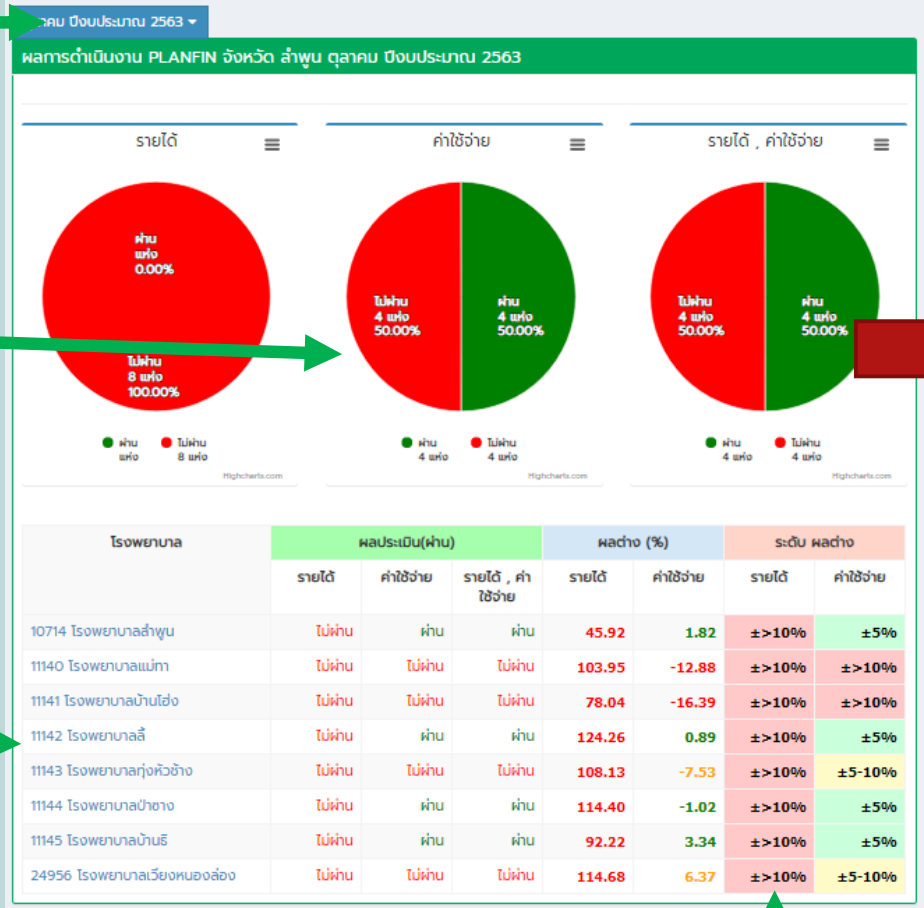 าคม ปีงบประมาณ 2563
ผลการดำเนินงาน PLANFIN จังหวัด ลำพูน ตุลาคม ปีงบประมาณ 2563
รายได้
ผ่าน
แห่ง
0.00%
ไม่ผ่าน
8 แห่ง
100.00%
ผ่าน ไม่ผ่าน
แห่ง 8 แห่ง
Highcharts.com
ค่าใช้จ่าย
ไม่ผ่าน ผ่าน
4 แห่ง 4 แห่ง
50.00% 50.00%
ผ่าน ไม่ผ่าน
4 แห่ง 4 แห่ง
Highcharts.com
รายได้ , ค่าใช้จ่าย
ไม่ผ่าน ผ่าน
4 แห่ง 4 แห่ง
50.00% 50.00%
ผ่าน ไม่ผ่าน
4 แห่ง 4 แห่ง
Highcharts.com
โรงพยาบาล ผลประเมิน(ผ่าน) ผลต่าง (%) ระดับ ผลต่าง
รายได้ ค่าใช้จ่าย รายได้ , ค่า รายได้ ค่าใช้จ่าย รายได้ ค่าใช้จ่าย
ใช้จ่าย
10714 โรงพยาบาลลำพูน ไม่ผ่าน ผ่าน ผ่าน 45.92 1.82 ±>10% ±5%
11140 โรงพยาบาลแม่ทา ไม่ผ่าน ไม่ผ่าน ไม่ผ่าน 103.95 -12.88 ±>10% ±>10%
11141 โรงพยาบาลบ้านโฮ่ง ไม่ผ่าน ไม่ผ่าน ไม่ผ่าน 78.04 -16.39 ±>10% ±>10%
11142 โรงพยาบาลลี้ ไม่ผ่าน ผ่าน ผ่าน 124.26 0.89 ±>10% ±5%
11143 โรงพยาบาลทุ่งหัวช้าง ไม่ผ่าน ไม่ผ่าน ไม่ผ่าน 108.13 -7.53 ±>10% ±5-10%
11144 โรงพยาบาลป่าซาง ไม่ผ่าน ผ่าน ผ่าน 114.40 -1.02 ±>10% ±5%
11145 โรงพยาบาลบ้านธิ ไม่ผ่าน ผ่าน ผ่าน 92.22 3.34 ±>10% ±5%
24956 โรงพยาบาลเวียงหนองล่อง ไม่ผ่าน ไม่ผ่าน ไม่ผ่าน 114.68 6.37 ±>10% ±5-10%